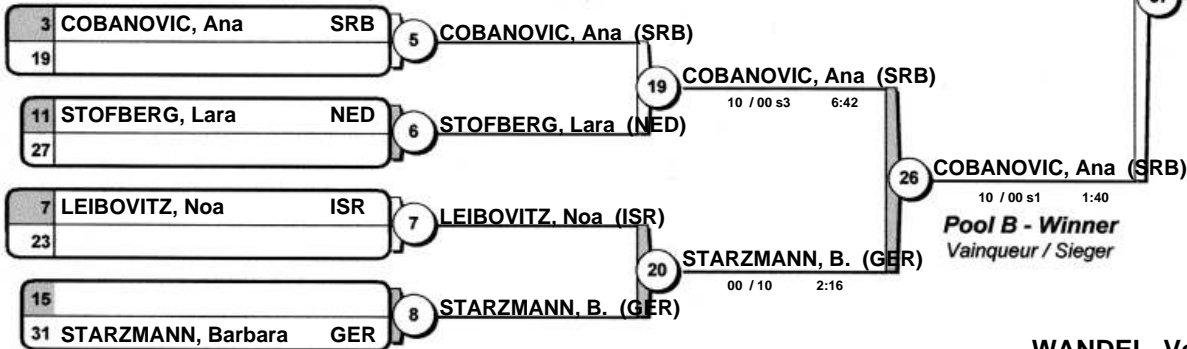 3 COBANOVIC, Ana SRB
19
5
COBANOVIC, Ana (SRB)
11 STOFBERG, Lara NED
27
6
STOFBERG, Lara (NED)
19
COBANOVIC, Ana (SRB)
10 / 00 s3 6:42
7 LEIBOVITZ, Noa ISR
23
7
LEIBOVITZ, Noa (ISR)
15
31 STARZMANN, Barbara GER
8
STARZMANN, B. (GER)
20
STARZMANN, B. (GER)
00 / 10 2:16
26
COBANOVIC, Ana (SRB)
10 / 00 s1 1:40
Pool B - Winner
Vainqueur / Sieger